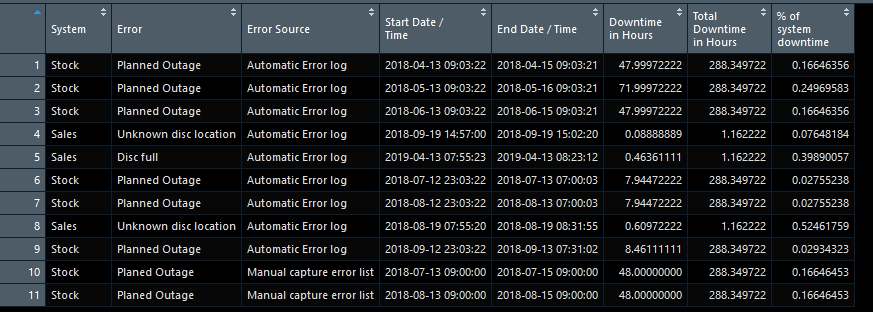 System Error Error Source Start Date / Time End Date / Time Downtime in Hours Total Downtime in Hours % of system downtime
1 Stock Planned Outage Automatic Error log 2018-04-13 09:03:22 2018-04-15 09:03:21 47.99972222 288.349722 0.16646356
2 Stock Planned Outage Automatic Error log 2018-05-13 09:03:22 2018-05-16 09:03:21 71.99972222 288.349722 0.24969583
3 Stock Planned Outage Automatic Error log 2018-06-13 09:03:22 2018-06-15 09:03:21 47.99972222 288.349722 0.16646356
4 Sales Unknown disc location Automatic Error log 2018-09-19 14:57:00 2018-09-19 15:02:20 0.08888889 1.162222 0.07648184
5 Sales Disc full Automatic Error log 2019-04-13 07:55:23 2019-04-13 08:23:12 0.46361111 1.162222 0.39890057
6 Stock Planned Outage Automatic Error log 2018-07-12 23:03:22 2018-07-13 07:00:03 7.94472222 288.349722 0.02755238
7 Stock Planned Outage Automatic Error log 2018-08-12 23:03:22 2018-08-13 07:00:03 7.94472222 288.349722 0.02755238
8 Sales Unknown disc location Automatic Error log 2018-08-19 07:55:20 2018-08-19 08:31:55 0.60972222 1.162222 0.52461759
9 Stock Planned Outage Automatic Error log 2018-09-12 23:03:22 2018-09-13 07:31:02 8.46111111 288.349722 0.02934323
10 Stock Planed Outage Manual capture error list 2018-07-13 09:00:00 2018-07-15 09:00:00 48.00000000 288.349722 0.16646453
11 Stock Planed Outage Manual capture error list 2018-08-13 09:00:00 2018-08-15 09:00:00 48.00000000 288.349722 0.16646453